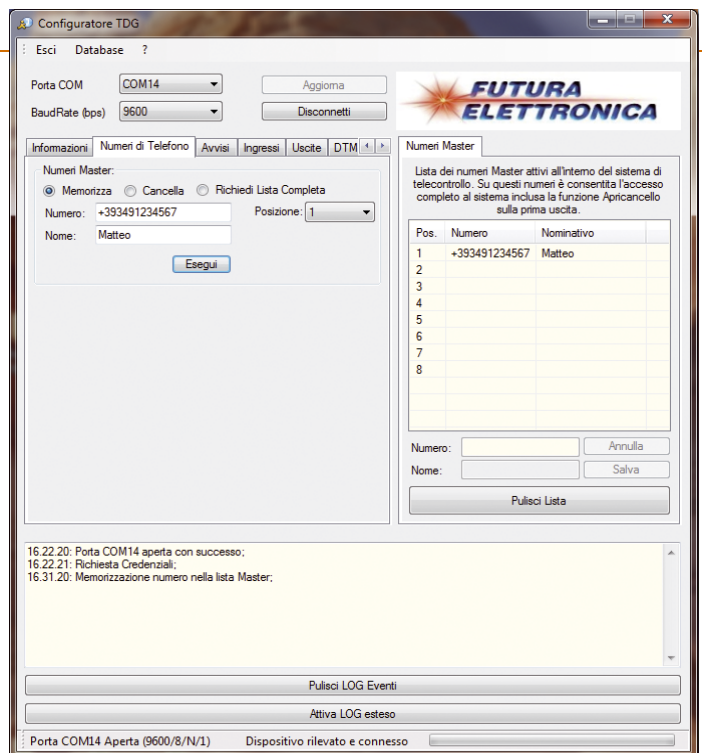 Configuratore TDG
Esci Database ?
Porta COM COM14 Aggiorna
BaudRate (bps) 9600 Disconnetti
FUTURA
ELETTRONICA
Informazioni Numeri di Telefono Avvisi Ingressi Uscite DTM
Numeri Master:
Memorizza Cancella Richiedi Lista Completa
Numero: +393491234567 Posizione: 1
Nome: Matteo
Esegui
Numeri Master
Lista dei numeri Master attivi all'interno del sistema di
telecontrollo. Su questi numeri è consentita l'accesso
completo al sistema inclusa la funzione Apricancello
sulla prima uscita.
Pos. Numero Nominativo
1 +393491234567 Matteo
2
3
4
5
6
7
8
Numero: Annulla
Nome: Salva
Pulisci Lista
16.22.20: Porta COM14 aperta con successo;
16.22.21: Richiesta Credenziali;
16.31.20: Memorizzazione numero nella lista Master;
Pulisci LOG Eventi
Attiva LOG esteso
Porta COM14 Aperta (9600/8/N/1) Dispositivo rilevato e connesso